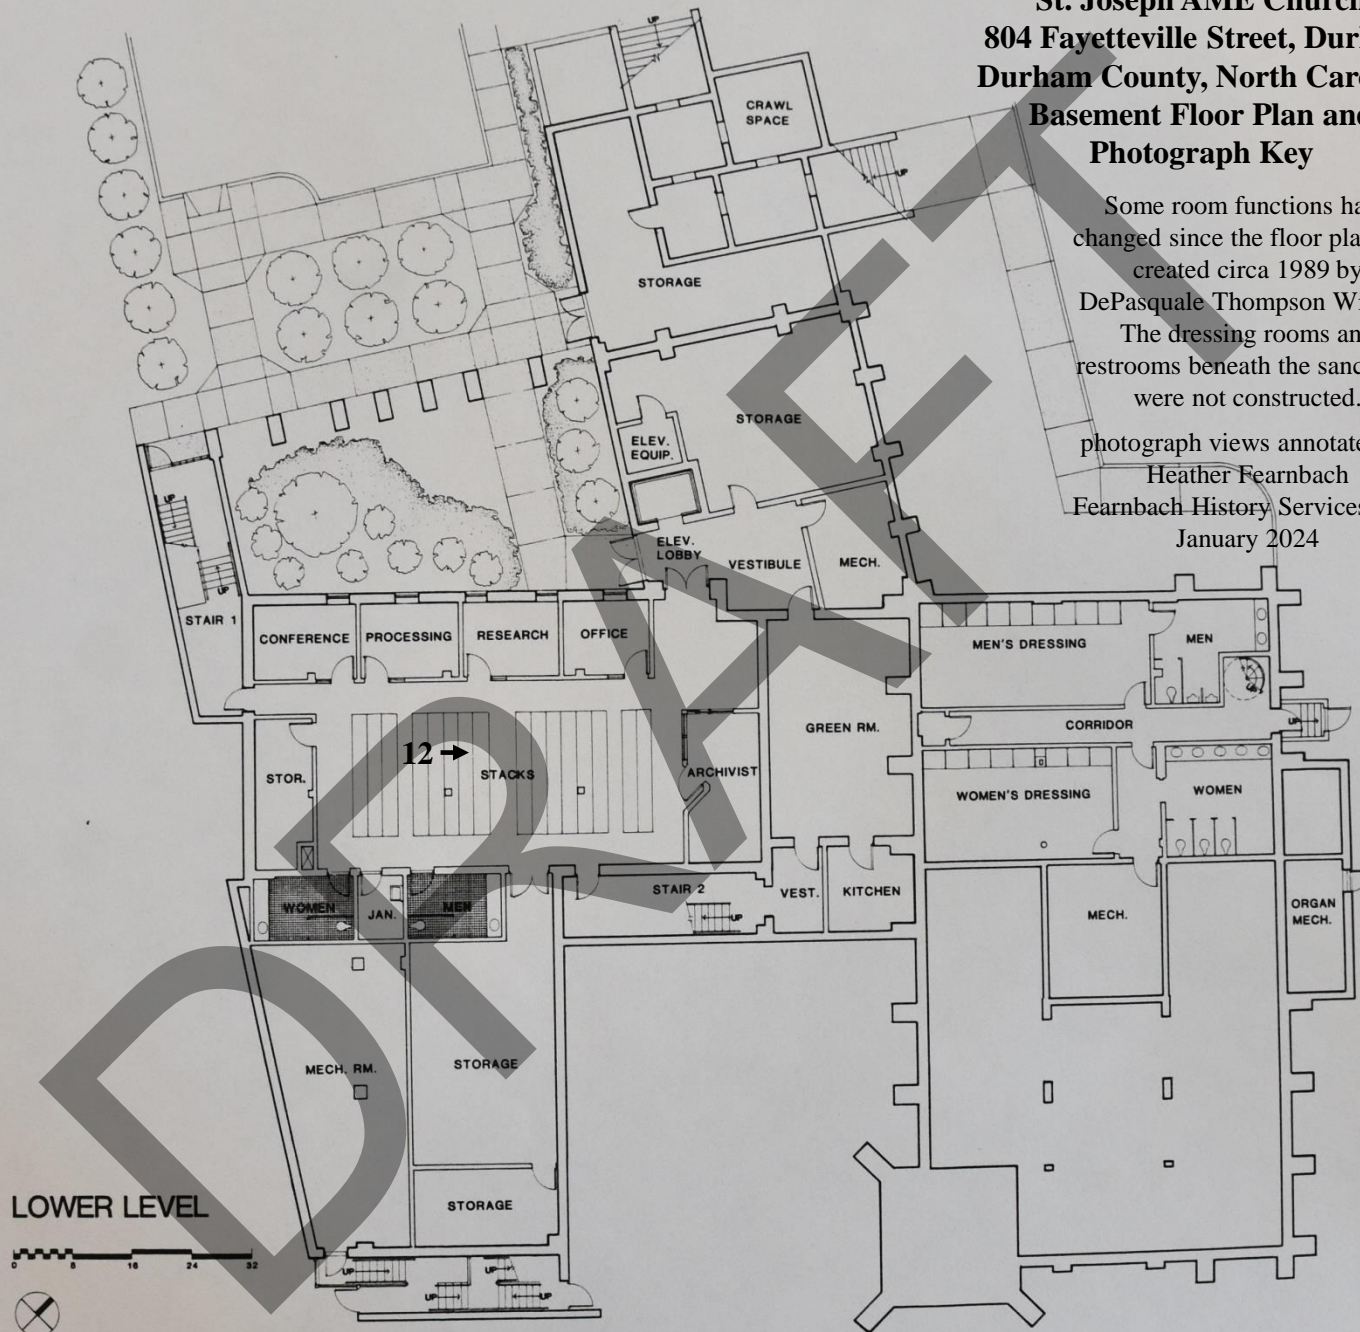 St. Joseph AME Church
804 Fayetteville Street, Dur
Durham County, North Car
Basement Floor Plan and
Photograph Key
Some room functions ha
changed since the floor pla
created circa 1989 by
DePasquale Thompson W
The dressing rooms an
restrooms beneath the sanc
were not constructed.
photograph views annotate
Heather Fearnbach
Fearnbach History Services
January 2024
UP
CRAWL
SPACE
UP
STORAGE
STORAGE
ELEV.
EQUIP.
ELEV.
LOBBY
VESTIBULE
MECH.
UP
UP
STAIR 1
CONFERENCE
PROCESSING
RESEARCH
OFFICE
MEN'S DRESSING
MEN
UP
GREEN RM.
CORRIDOR
UP
12
STOR.
STACKS
ARCHIVIST
WOMEN'S DRESSING
WOMEN
WOMEN
JAN.
MEN
STAIR 2
UP
VEST.
KITCHEN
MECH.
ORGAN
MECH.
MECH. RM.
STORAGE
STORAGE
LOWER LEVEL
0 8 16 24 32
UP
UP
UP
UP
DRAFT